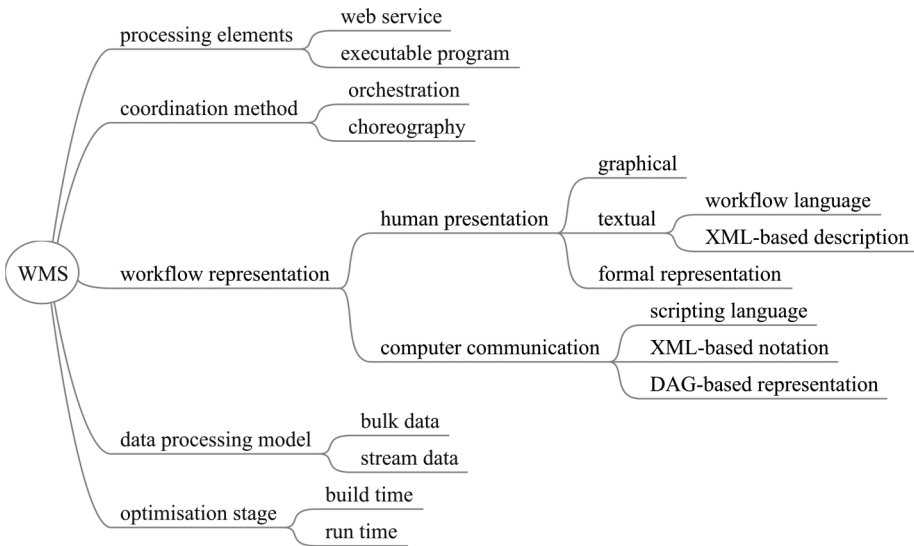 WMS
processing elements
web service
executable program
coordination method
orchestration
choreography
workflow representation
human presentation
graphical
textual
workflow language
XML-based description
formal representation
computer communication
scripting language
XML-based notation
DAG-based representation
data processing model
bulk data
stream data
optimisation stage
build time
run time